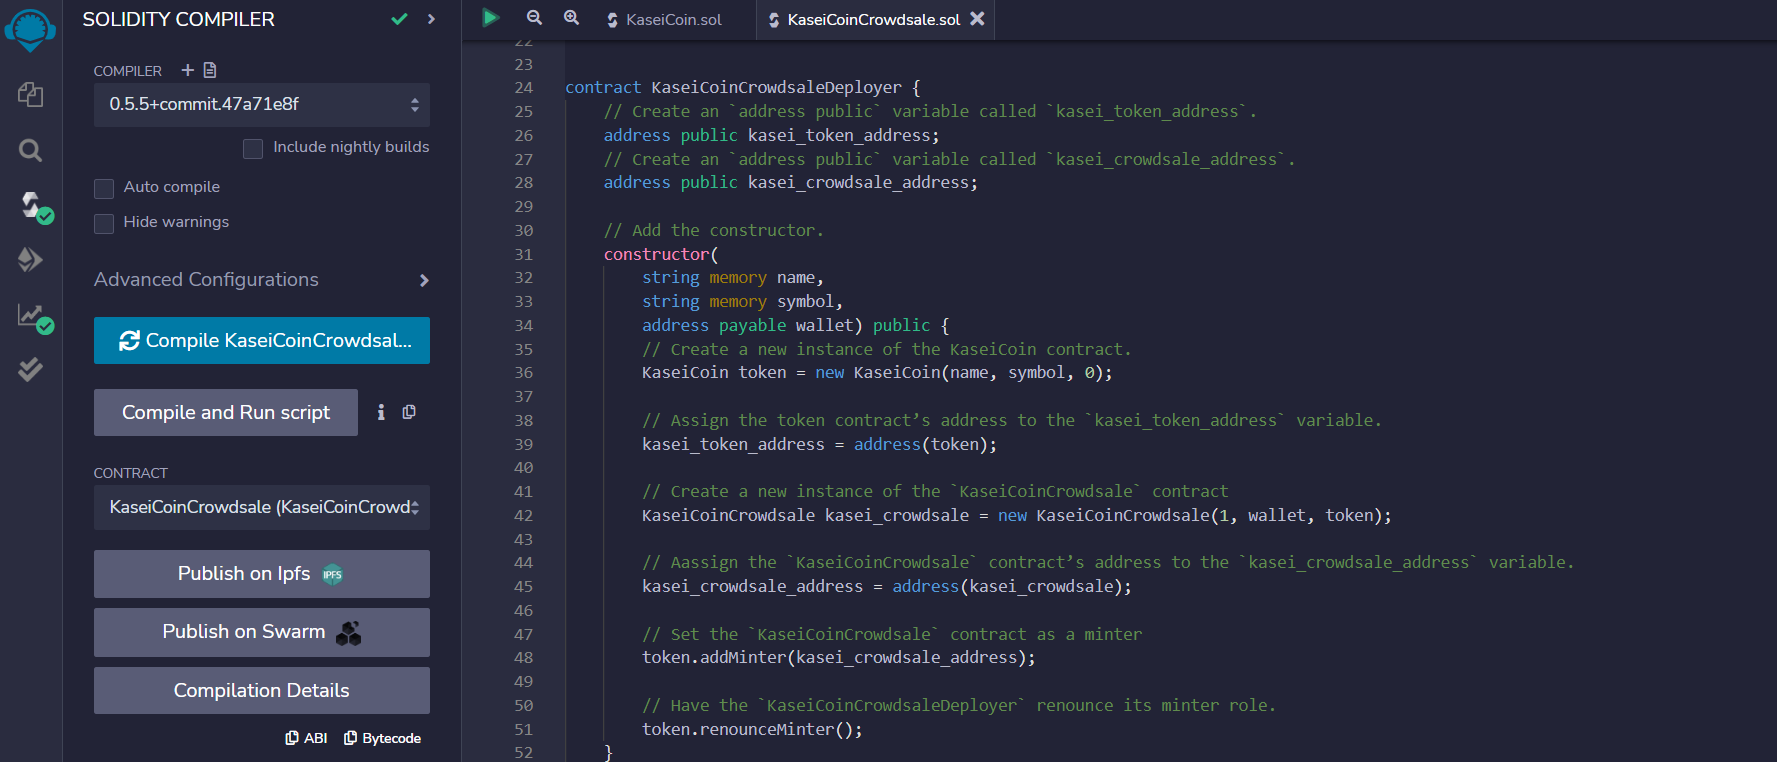 SOLIDITY COMPILER
COMPILER
0.5.5+commit.47a71e8f
Include nightly builds
Auto compile
Hide warnings
Advanced Configurations
Compile KaseiCoinCrowdsal...
Compile and Run script
CONTRACT
KaseiCoinCrowdsale (KaseiCoinCrowd
Publish on Ipfs IPFS
Publish on Swarm
Compilation Details
ABI Bytecode
KaseiCoin.sol KaseiCoinCrowdsale.sol
22
23
24 contract KaseiCoinCrowdsaleDeployer {
25 // Create an `address public` variable called `kasei_token_address`.
26 address public kasei_token_address;
27 // Create an `address public` variable called `kasei_crowdsale_address`.
28 address public kasei_crowdsale_address;
29
30 // Add the constructor.
31 constructor(
32 string memory name,
33 string memory symbol,
34 address payable wallet) public {
35 // Create a new instance of the KaseiCoin contract.
36 KaseiCoin token = new KaseiCoin(name, symbol, 0);
37
38 // Assign the token contract’s address to the `kasei_token_address` variable.
39 kasei_token_address = address(token);
40
41 // Create a new instance of the `KaseiCoinCrowdsale` contract
42 KaseiCoinCrowdsale kasei_crowdsale = new KaseiCoinCrowdsale(1, wallet, token);
43
44 // Aassign the `KaseiCoinCrowdsale` contract’s address to the `kasei_crowdsale_address` variable.
45 kasei_crowdsale_address = address(kasei_crowdsale);
46
47 // Set the `KaseiCoinCrowdsale` contract as a minter
48 token.addMinter(kasei_crowdsale_address);
49
50 // Have the `KaseiCoinCrowdsaleDeployer` renounce its minter role.
51 token.renounceMinter();
52 }